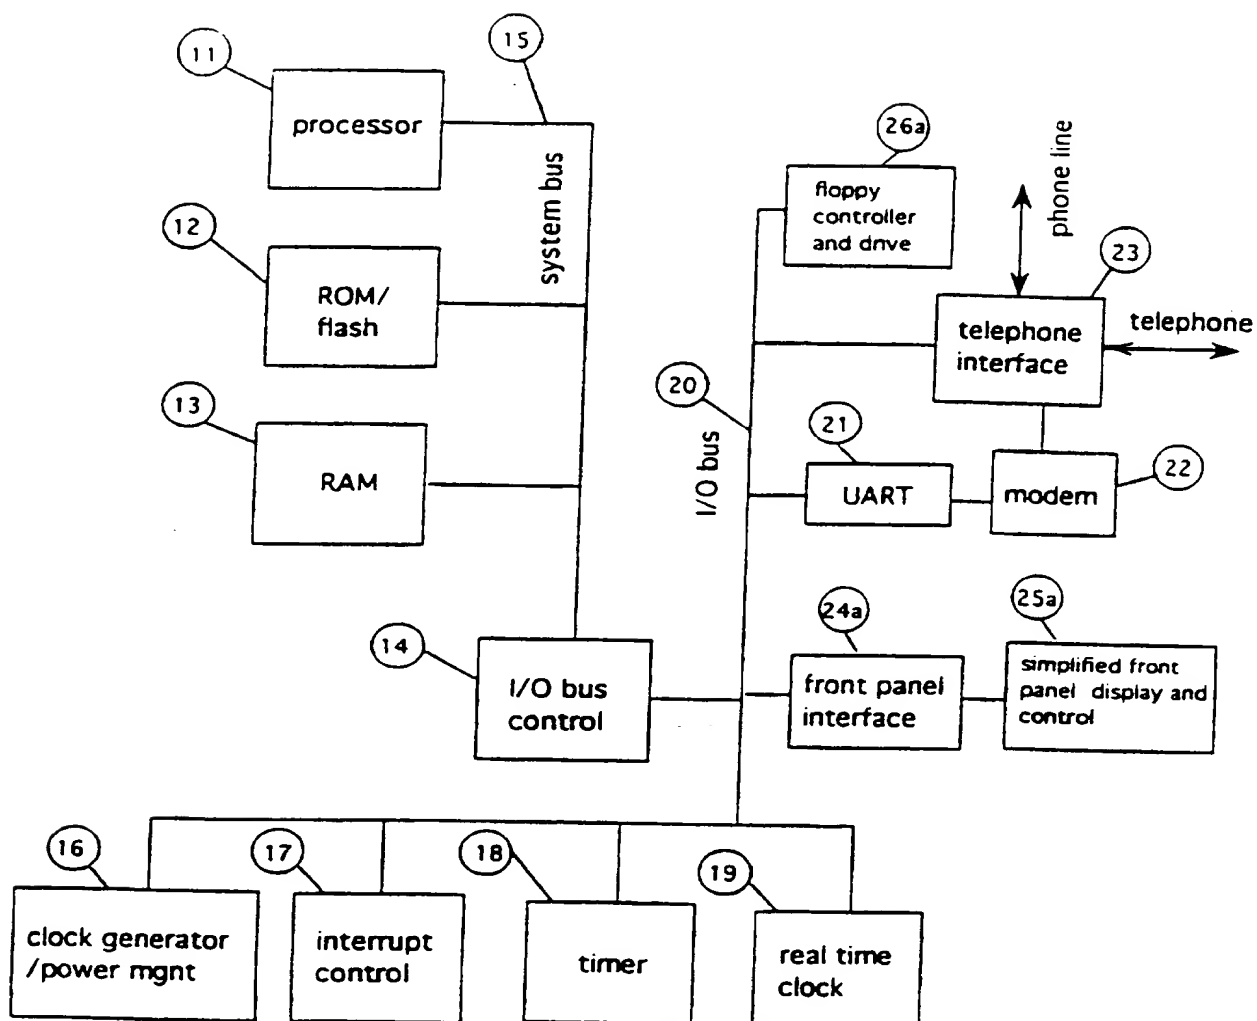 11
processor
15
system bus
12
ROM/
flash
13
RAM
14
I/O bus
control
26a
floppy
controller
and drive
phone line
23
telephone
interface
telephone
20
I/O bus
21
UART
22
modem
24a
front panel
interface
25a
simplified front
panel display and
control
16
clock generator
/power mgnt
17
interrupt
control
18
timer
19
real time
clock